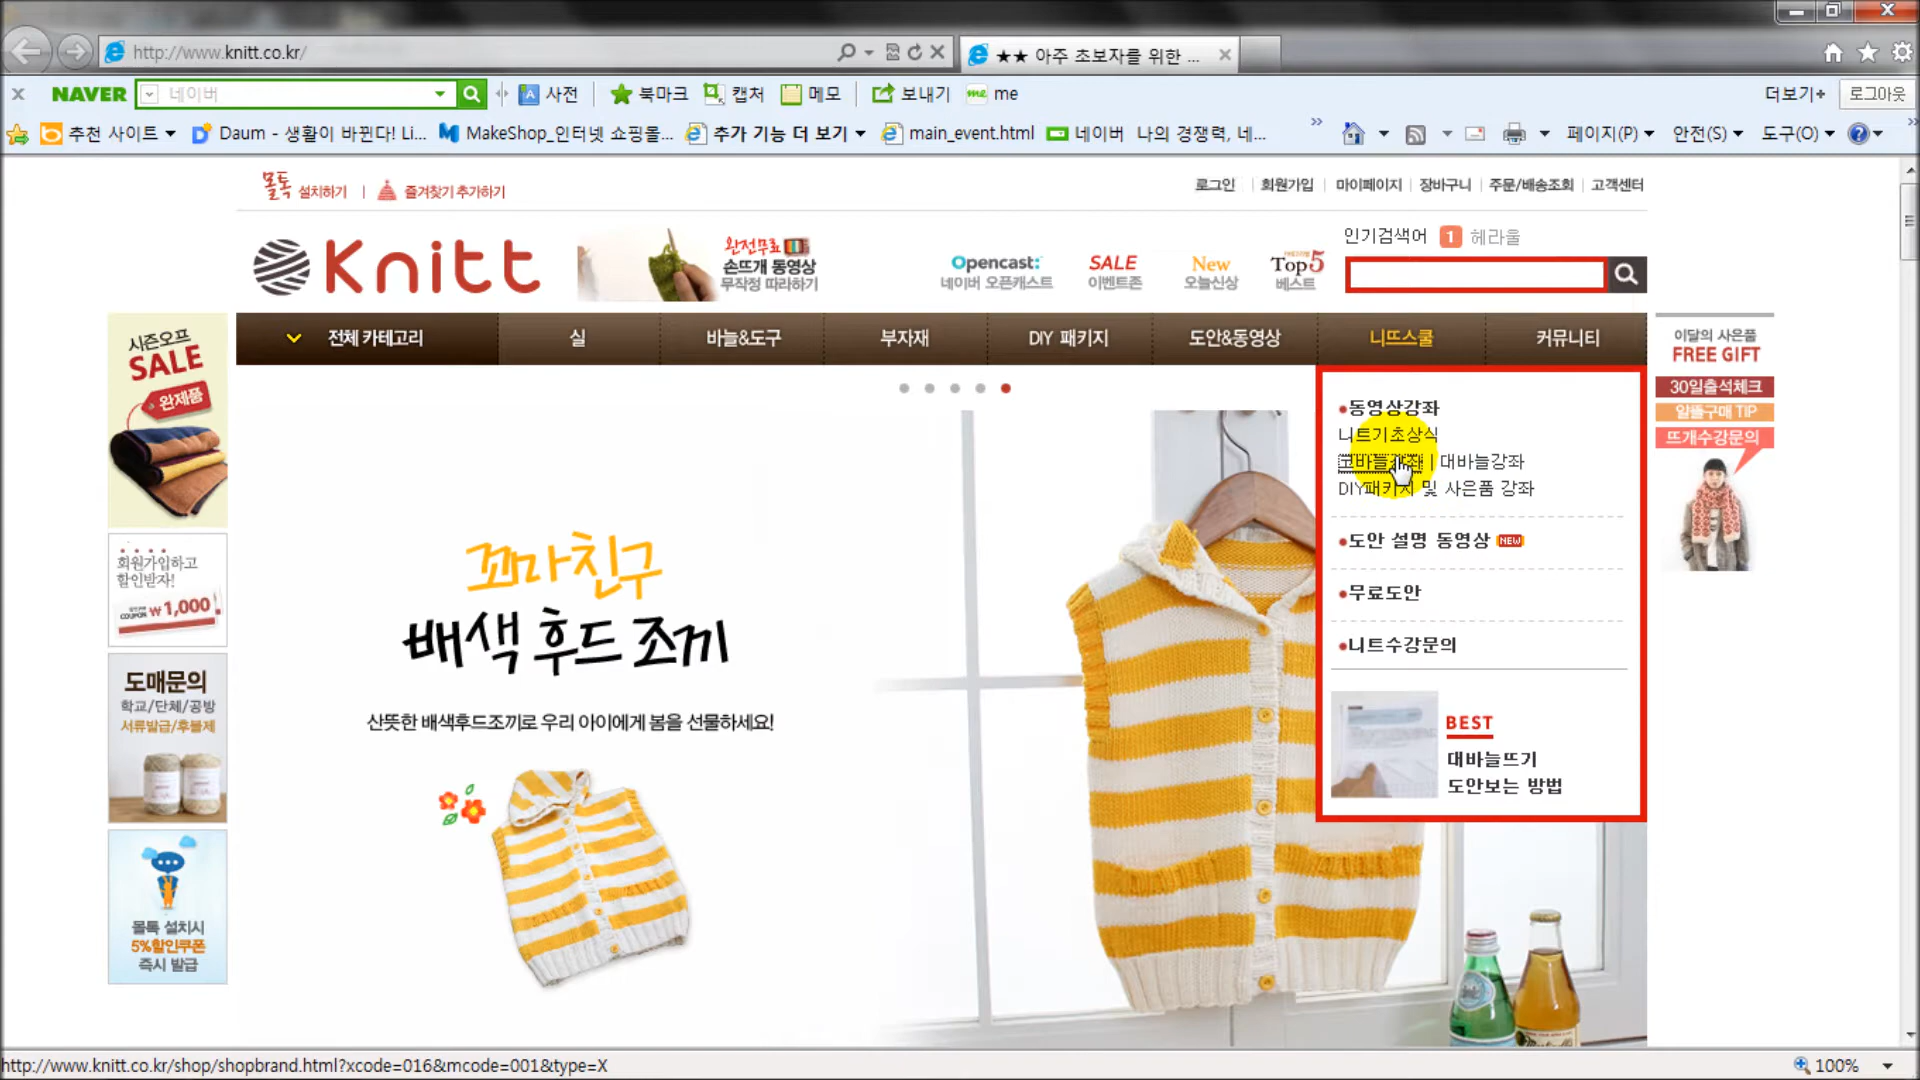 http://www.knitt.co.kr/
★★ 아주 초보자를 위한 ...
NAVER 네이버 사전 북마크 캡처 메모 보내기 me me 더보기+ 로그아웃
추천 사이트 Daum - 생활이 바뀐다! Li... MakeShop_인터넷 쇼핑몰... 추가 기능 더 보기 main_event.html 네이버 나의 경쟁력, 네... 페이지(P) 안전(S) 도구(O)
몰톡 설치하기 | 즐겨찾기 추가하기
로그인 | 회원가입 | 마이페이지 | 장바구니 | 주문/배송조회 | 고객센터
Knitt
완전무료
손뜨개 동영상
무작정 따라하기
Opencast:
네이버 오픈캐스트
SALE
이벤트존
New
오늘신상
Top5
베스트
인기검색어 1 헤라울
전체 카테고리 실 바늘&도구 부자재 DIY 패키지 도안&동영상 니뜨스쿨 커뮤니티
시즌오프
SALE
완제품
회원가입하고
할인받자!
COUPON ₩1,000
도매문의
학교/단체/공방
서류발급/후불제
몰톡 설치시
5%할인쿠폰
즉시 발급
꼬마친구
배색 후드 조끼
산뜻한 배색후드조끼로 우리 아이에게 봄을 선물하세요!
동영상강좌
니트기초상식
코바늘강좌 | 대바늘강좌
DIY패키지 및 사은품 강좌
도안 설명 동영상 NEW
무료도안
니트수강문의
BEST
대바늘뜨기
도안보는 방법
이달의 사은품
FREE GIFT
30일출석체크
알뜰구매 TIP
뜨개수강문의
http://www.knitt.co.kr/shop/shopbrand.html?xcode=016&mcode=001&type=X
100%